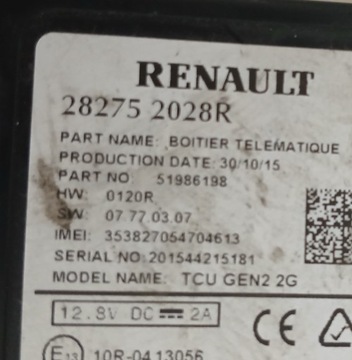 RENAULT
28275 2028R
PART NAME: BOITIER TELEMATIQUE
PRODUCTION DATE: 30/10/15
PART NO: 51986198
HW: 0120R
SW: 07.77.03.07
IMEI: 353827054704613
SERIAL NO:201544215181
MODEL NAME: TCU GEN2 2G
12.8V DC 2A
CE
E13 10R-0413056